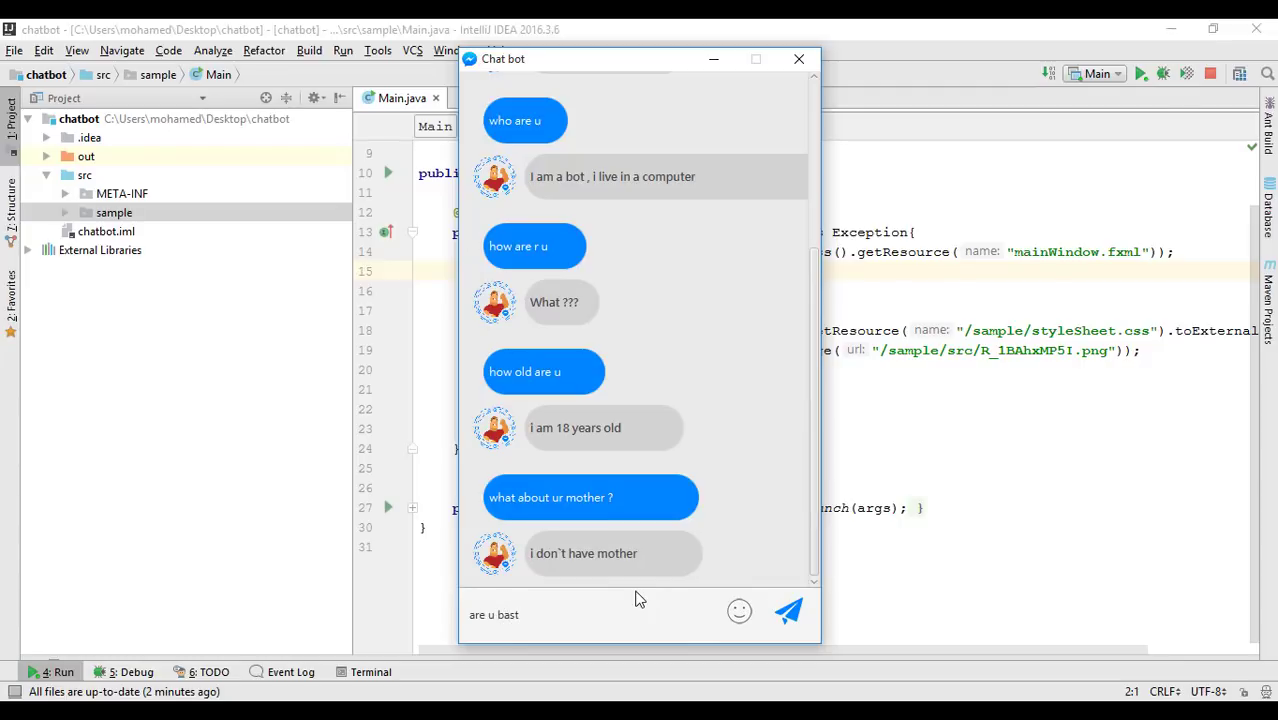 chatbot - [C:\Users\mohamed\Desktop\chatbot] - [chatbot] - ...\src\sample\Main.java - IntelliJ IDEA 2016.3.6
File Edit View Navigate Code Analyze Refactor Build Run Tools VCS Wind
chatbot src sample Main
Main
Project
Main.java
Main
chatbot C:\Users\mohamed\Desktop\chatbot
.idea
out
src
META-INF
sample
chatbot.iml
External Libraries
1: Project
7: Structure
2: Favorites
Ant Build
Database
Maven Projects
9
10 publi
11
12
13 Exception{
14 ss().getResource( name: "mainWindow.fxml"));
15
16
17
18 etResource( name: "/sample/styleSheet.css").toExternal
19 url: "/sample/src/R_1BAhxMP5I.png"));
20
21
22
24 }
25
26
27 unch(args); }
30 }
31
Chat bot
who are u
I am a bot , i live in a computer
how are r u
What ???
how old are u
i am 18 years old
what about ur mother ?
i don`t have mother
are u bast
4: Run 5: Debug 6: TODO Event Log Terminal
All files are up-to-date (2 minutes ago)
2:1 CRLF UTF-8